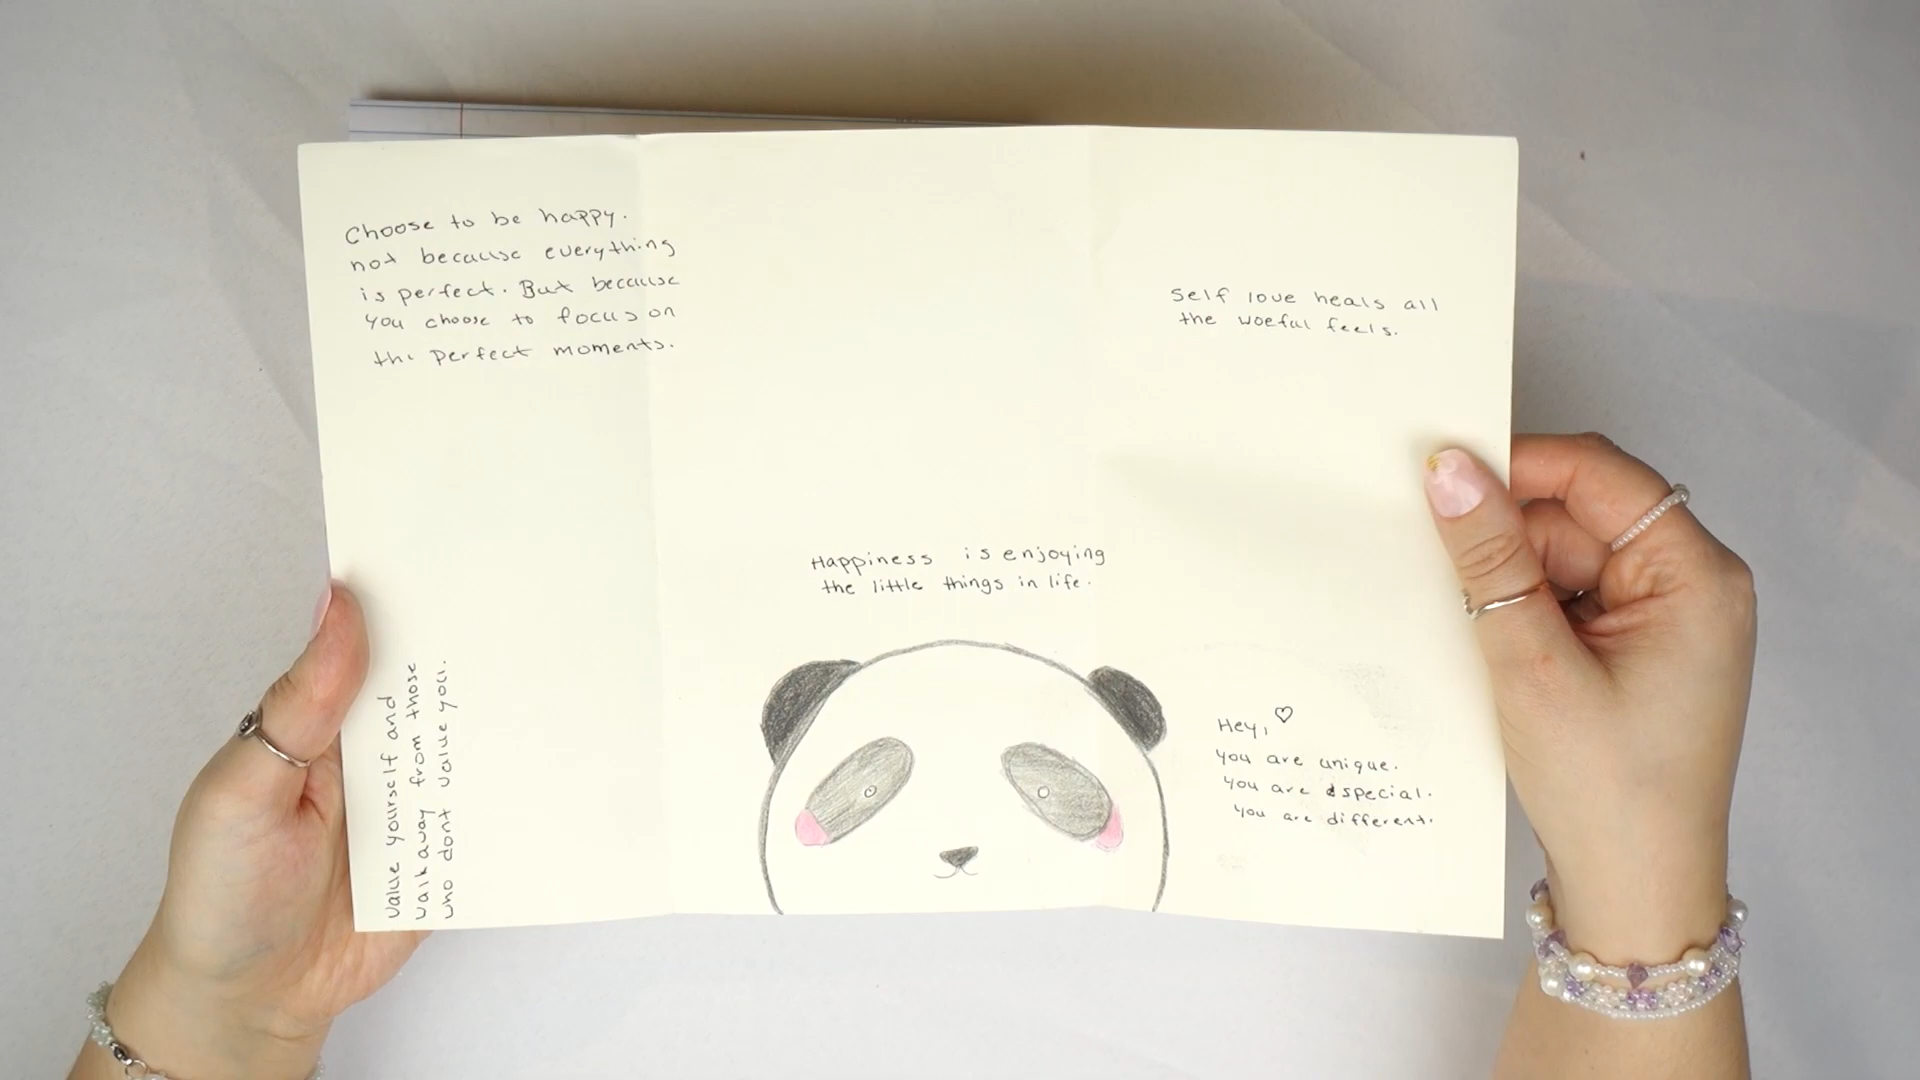 Choose to be happy.
not because everything
is perfect. But because
you choose to focus on
the perfect moments.
Self love heals all
the woeful feels.
Happiness is enjoying
the little things in life.
Value yourself and
walk away from those
who dont value you.
Hey, ♡
you are unique.
you are special.
you are different.